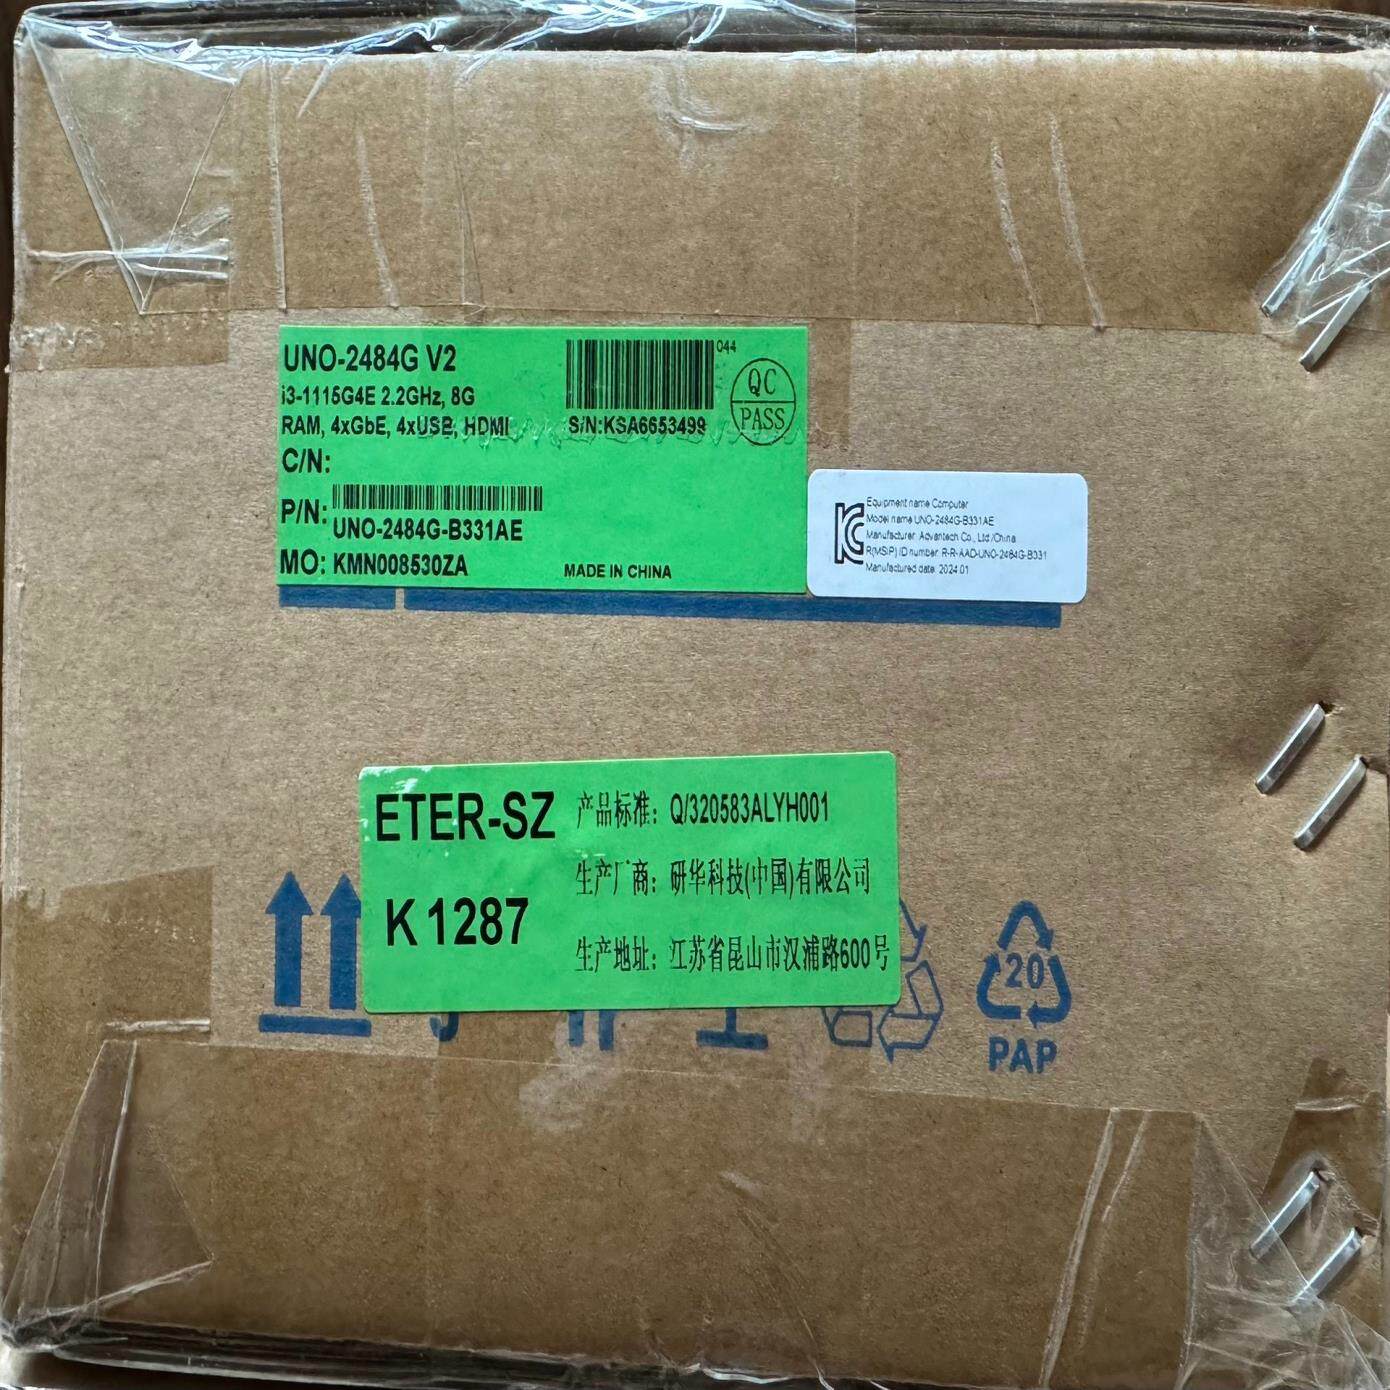 UNO-2484G V2
i3-1115G4E 2.2GHz, 8G
RAM, 4xGbE, 4xUSB, HDMI
044
S/N:KSA6653499
QC
PASS
C/N:
P/N:
UNO-2484G-B331AE
MO: KMN008530ZA
MADE IN CHINA
Equipment name Computer
Model name UNO-2484G-B331AE
Manufacturer: Advantech Co., Ltd /China
R(MSIP) ID number: R-R-AAD-UNO-2484G-B331
Manufactured date: 2024.01
ETER-SZ
K 1287
产品标准: Q/320583ALYH001
生产厂商: 研华科技(中国)有限公司
生产地址: 江苏省昆山市汉浦路600号
20
PAP